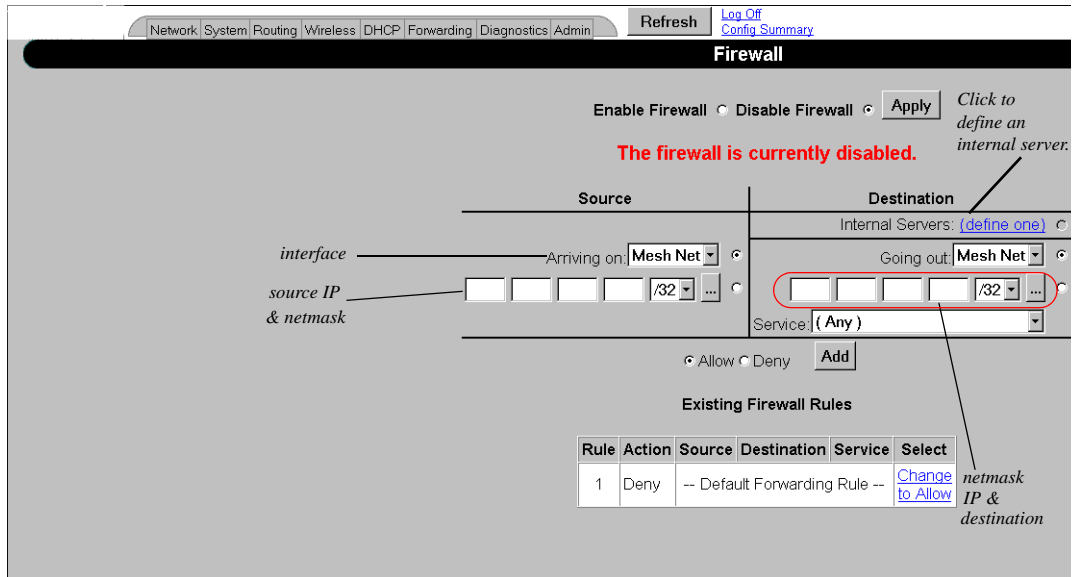 Network System Routing Wireless DHCP Forwarding Diagnostics Admin
Refresh
Log Off
Config Summary
Firewall
Enable Firewall Disable Firewall Apply
Click to
define an
internal server.
The firewall is currently disabled.
Source Destination
Internal Servers: (define one)
interface
Arriving on: Mesh Net
Going out: Mesh Net
source IP
& netmask
/32 ...
/32 ...
Service: ( Any )
Allow Deny Add
Existing Firewall Rules
Rule Action Source Destination Service Select
1 Deny -- Default Forwarding Rule -- Change
to Allow
netmask
IP &
destination